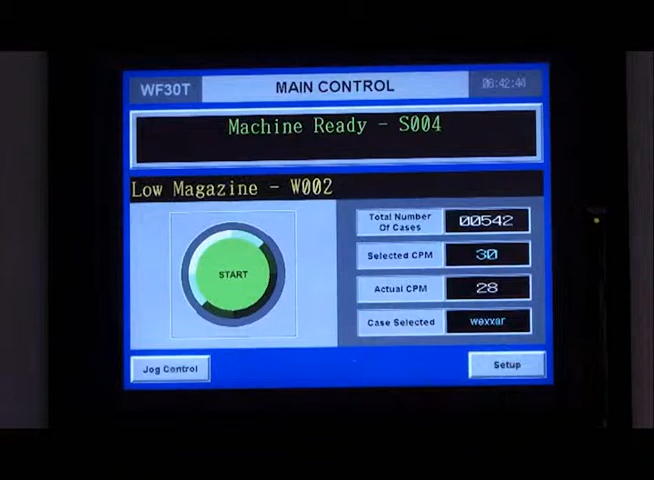 WF30T MAIN CONTROL 06:42:44
Machine Ready - S004
Low Magazine - W002
START
Total Number
Of Cases
00542
Selected CPM 30
Actual CPM 28
Case Selected wexxar
Jog Control
Setup